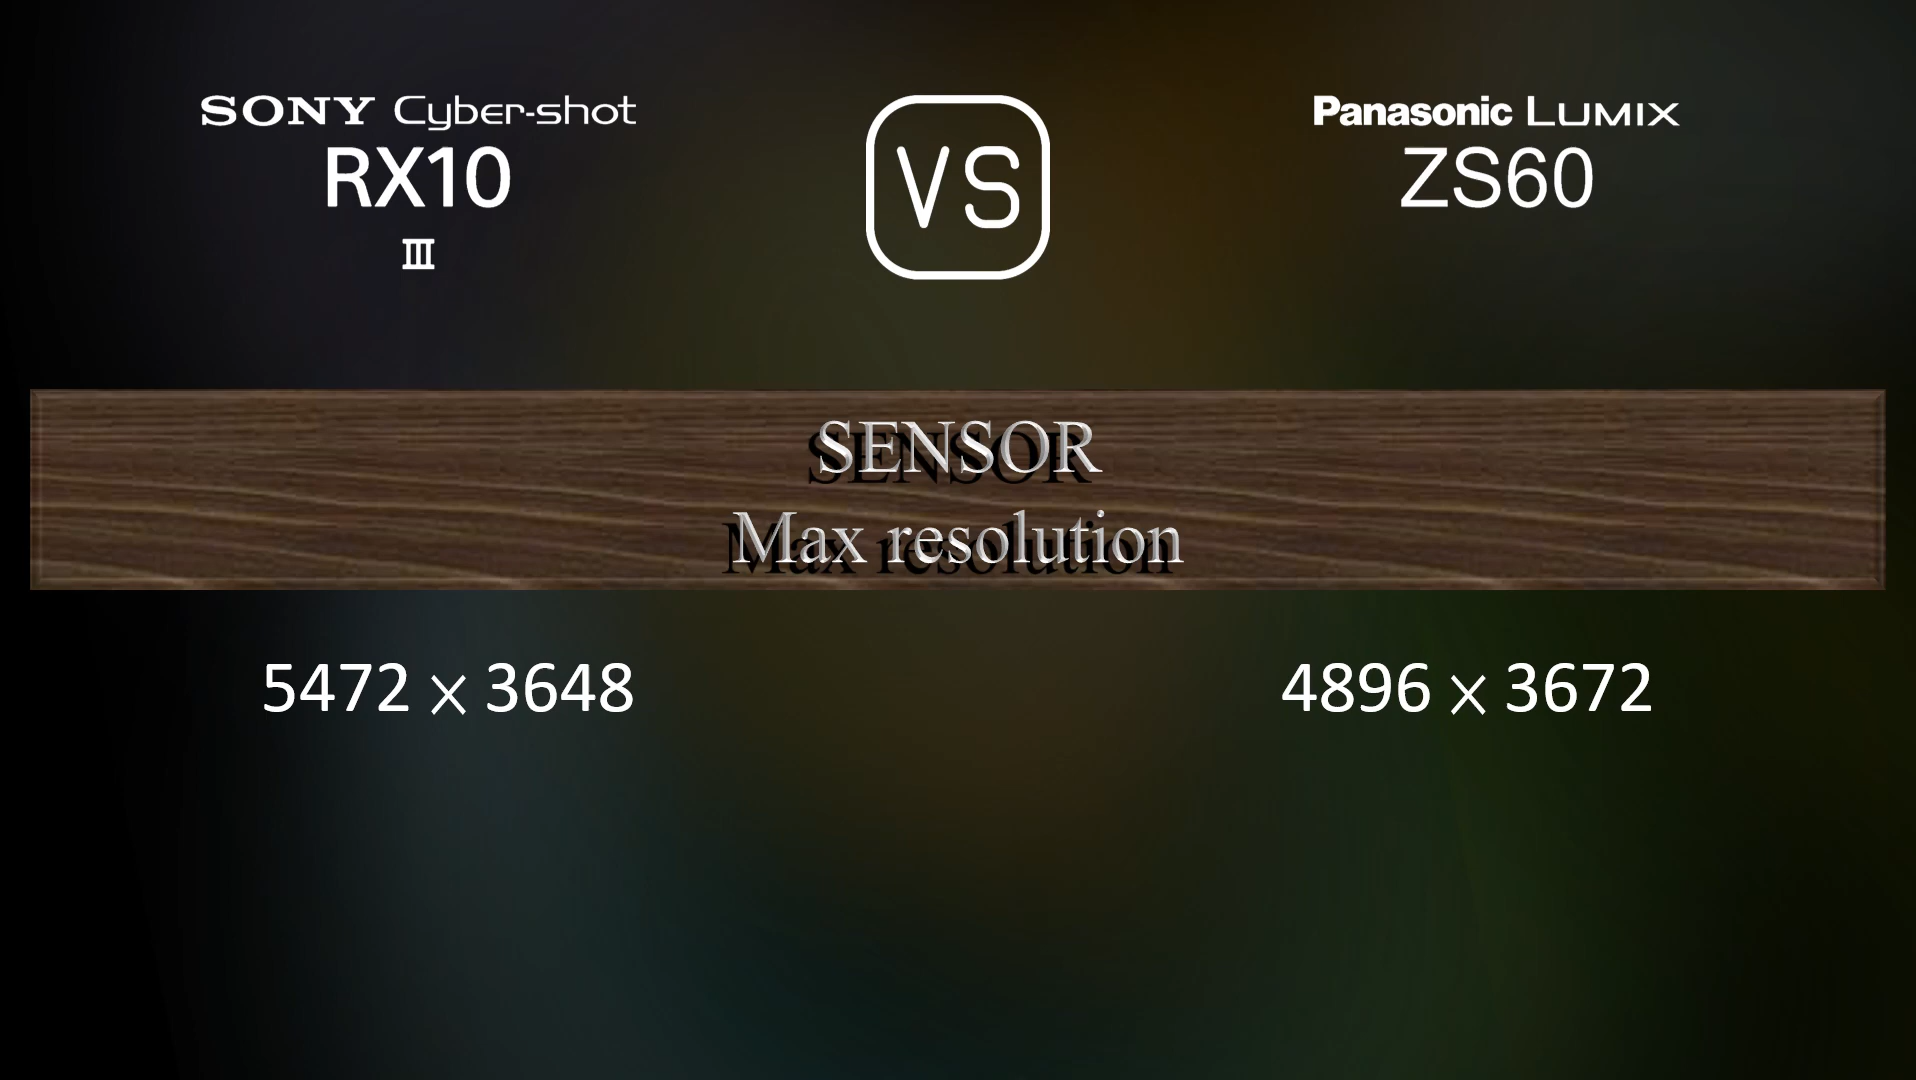 SONY Cyber-shot
RX10
III
VS
Panasonic LUMIX
ZS60
SENSOR
Max resolution
5472 x 3648
4896 x 3672